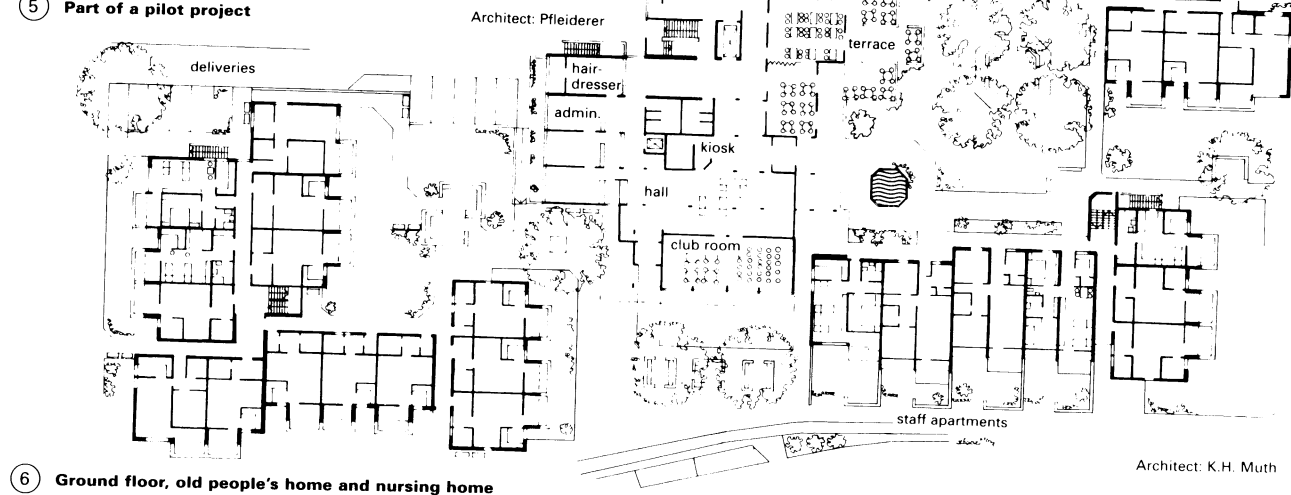 5 Part of a pilot project
Architect: Pfleiderer
terrace
deliveries
hair-
dresser
admin.
kiosk
hall
club room
staff apartments
Architect: K.H. Muth
6 Ground floor, old people's home and nursing home